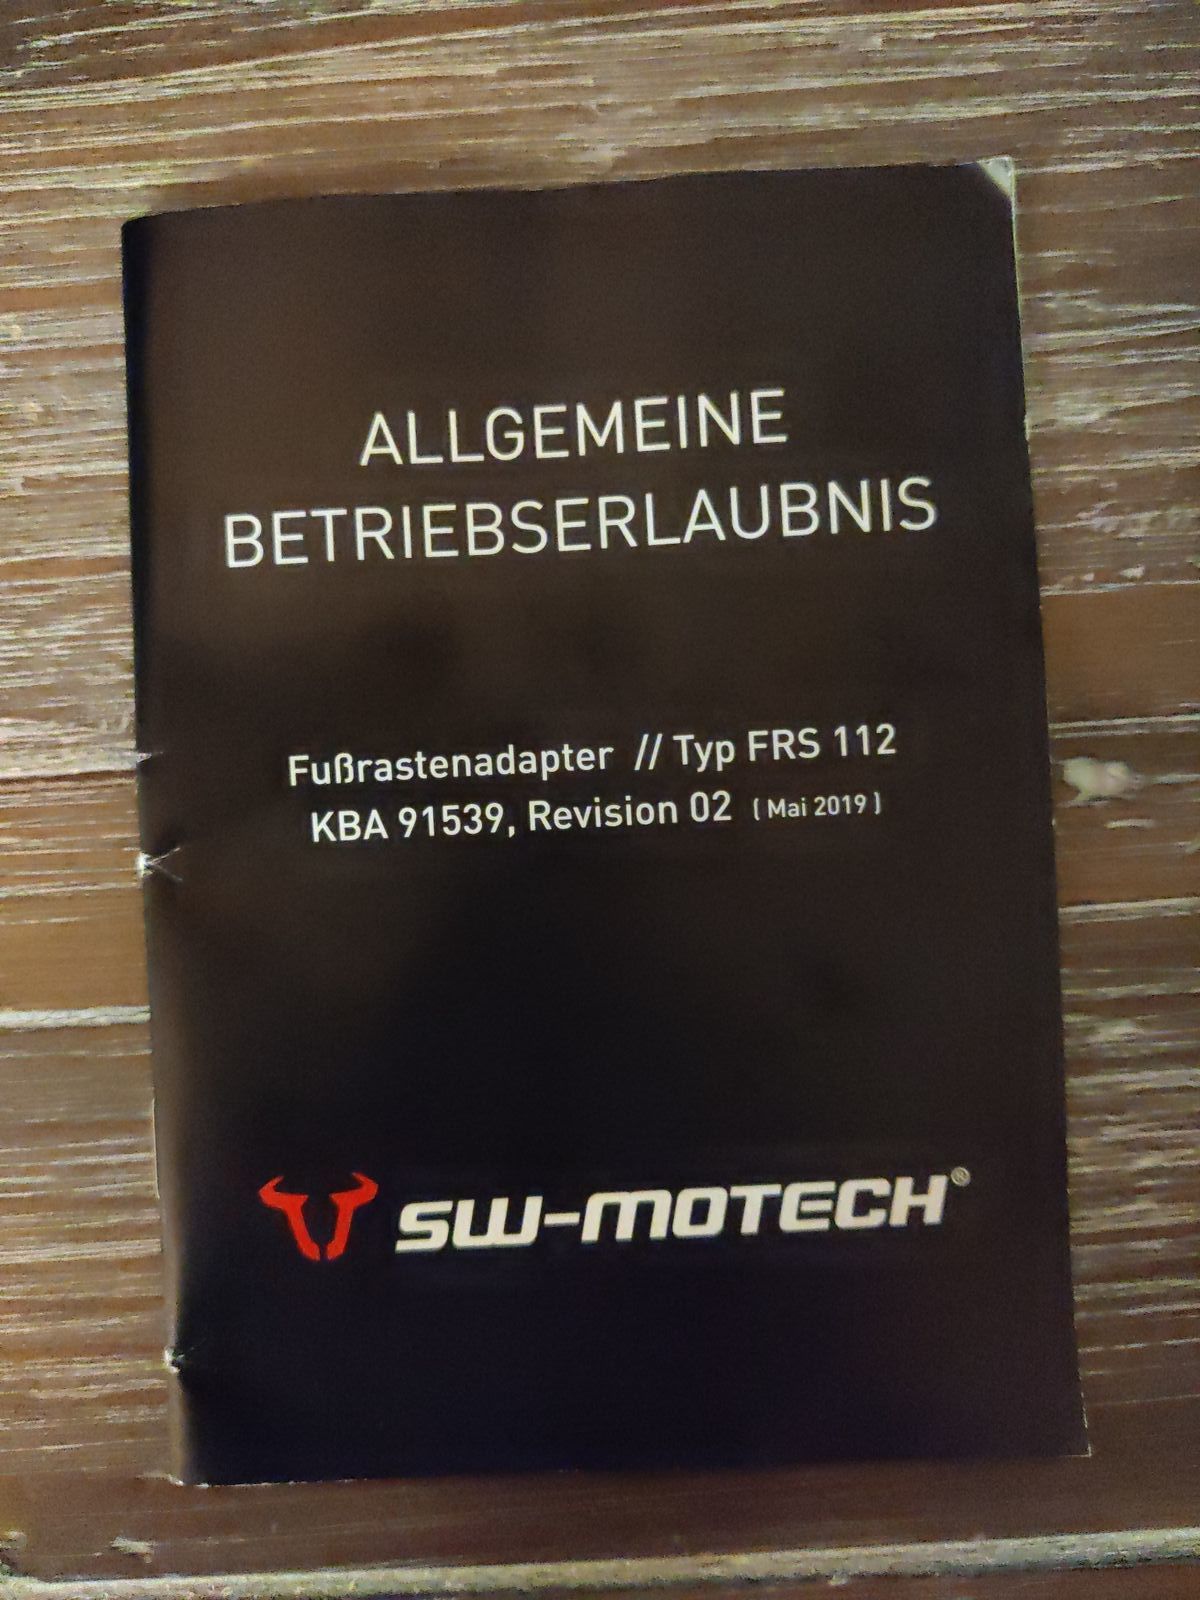 ALLGEMEINE
BETRIEBSERLAUBNIS
Fußrastenadapter // Typ FRS 112
KBA 91539, Revision 02 ( Mai 2019 )
SW-MOTECH®